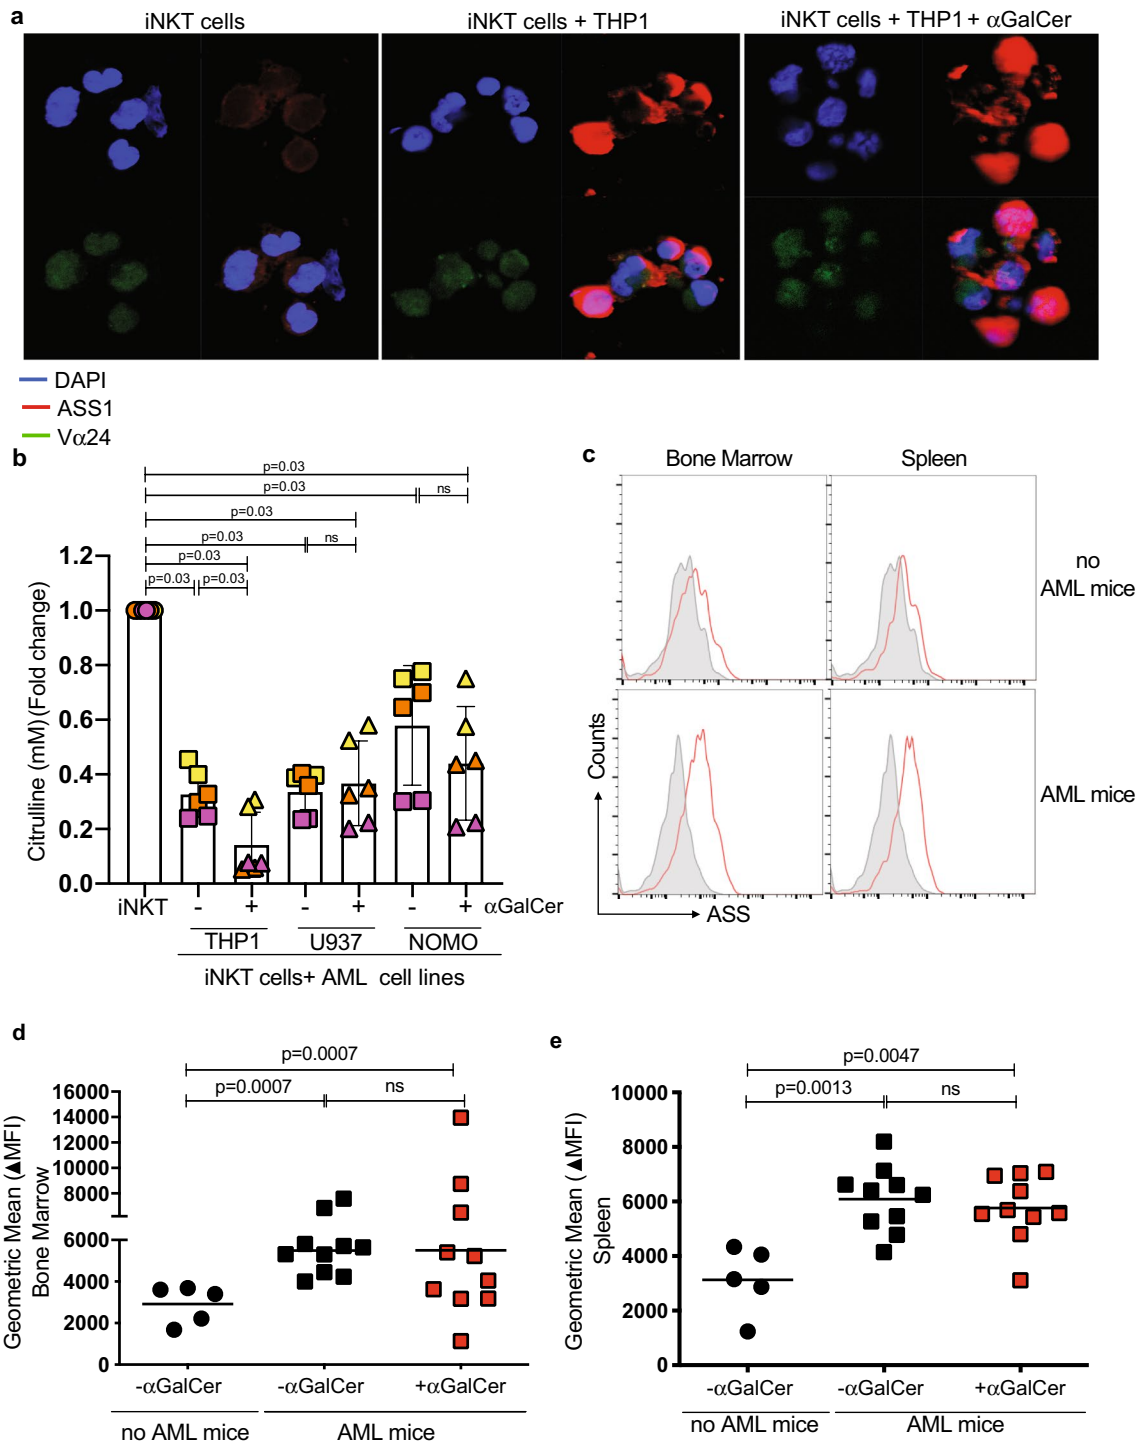 a
iNKT cells
iNKT cells + THP1
iNKT cells + THP1 + αGalCer
DAPI
ASS1
Vα24
b
p=0.03
p=0.03
ns
p=0.03
p=0.03
ns
p=0.03
p=0.03
p=0.03
Citrulline (mM) (Fold change)
1.2
1.0
0.8
0.6
0.4
0.2
0.0
iNKT
-
+
-
+
-
+
αGalCer
THP1
U937
NOMO
iNKT cells+ AML cell lines
c
Bone Marrow
Spleen
no
AML mice
AML mice
Counts
ASS
d
p=0.0007
p=0.0007
ns
Geometric Mean (▲MFI)
Bone Marrow
16000
14000
12000
10000
8000
6000
4000
2000
0
-αGalCer
-αGalCer
+αGalCer
no AML mice
AML mice
e
p=0.0047
p=0.0013
ns
Geometric Mean (▲MFI)
Spleen
10000
8000
6000
4000
2000
0
-αGalCer
-αGalCer
+αGalCer
no AML mice
AML mice